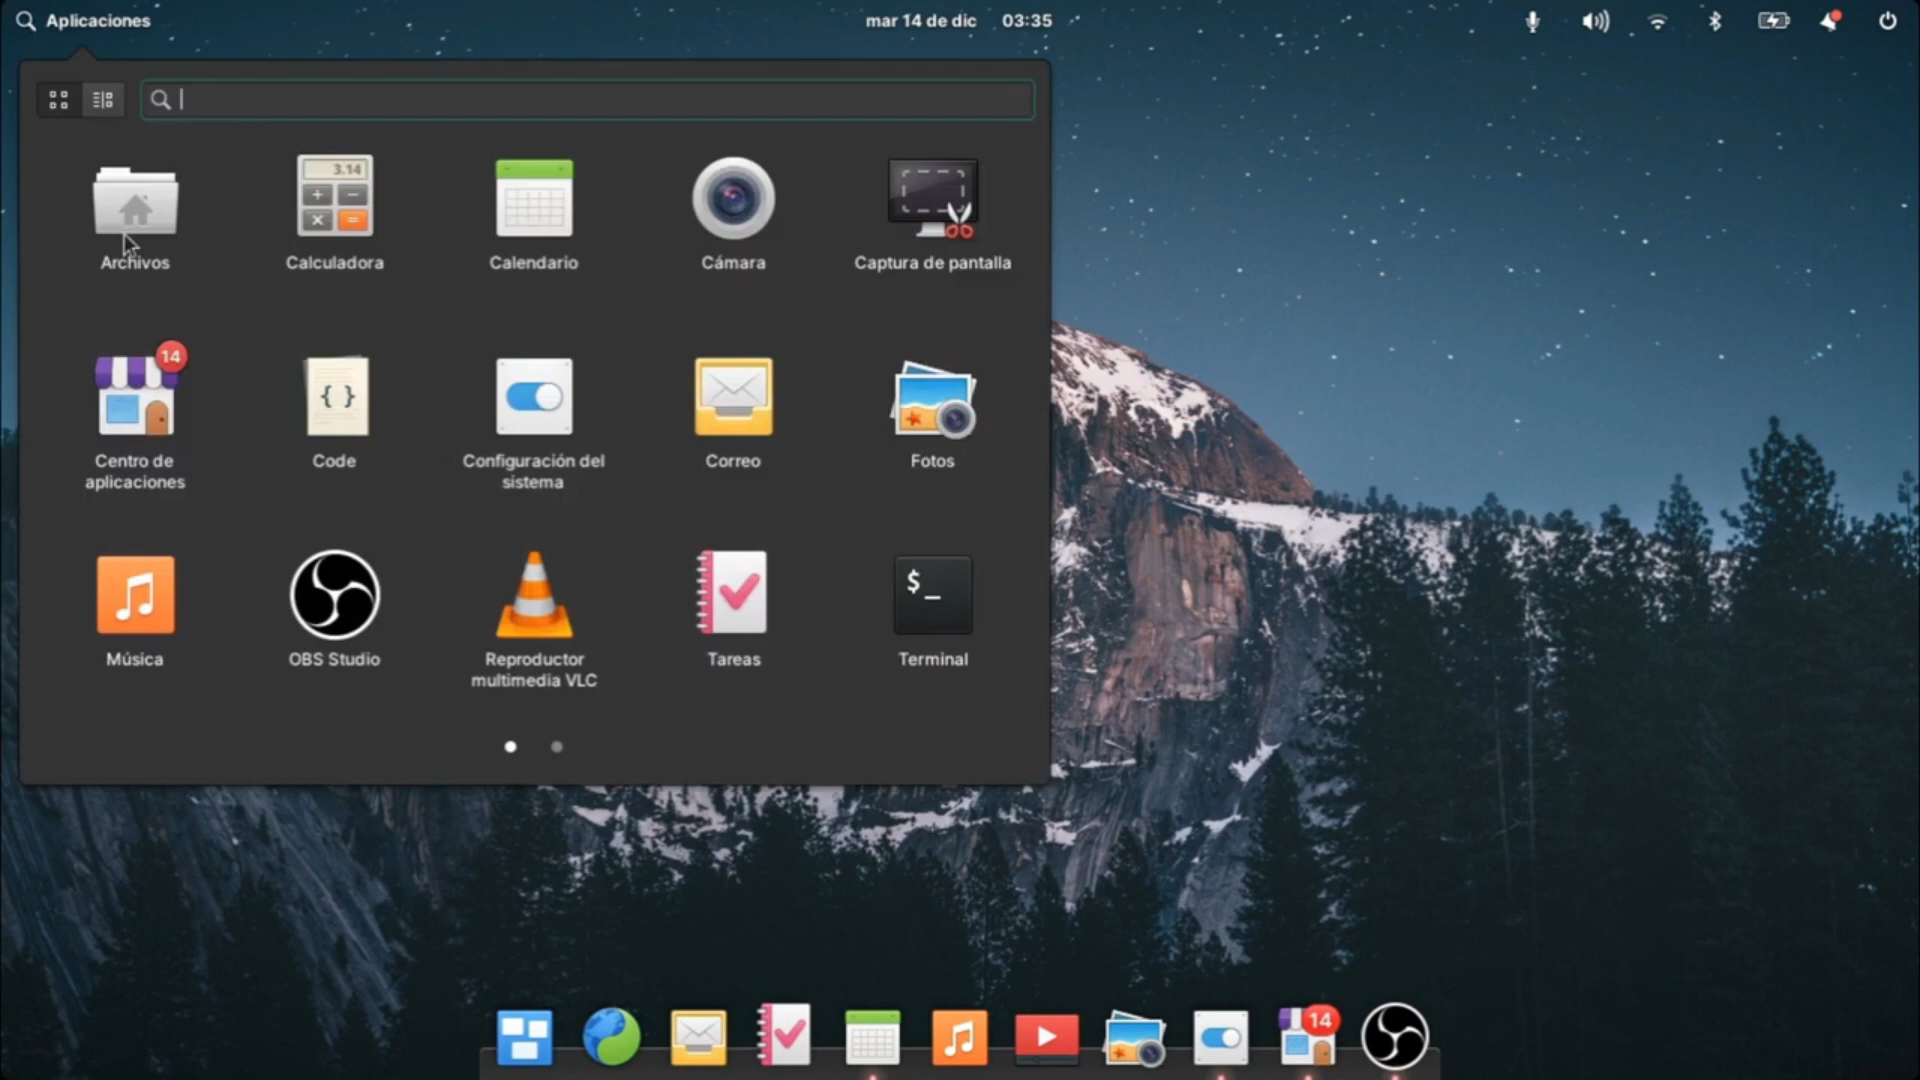 Aplicaciones
mar 14 de dic 03:35
3.14
Archivos
Calculadora
Calendario
Cámara
Captura de pantalla
14
Centro de
aplicaciones
{ }
Code
Configuración del
sistema
Correo
Fotos
Música
OBS Studio
Reproductor
multimedia VLC
Tareas
$_
Terminal
14